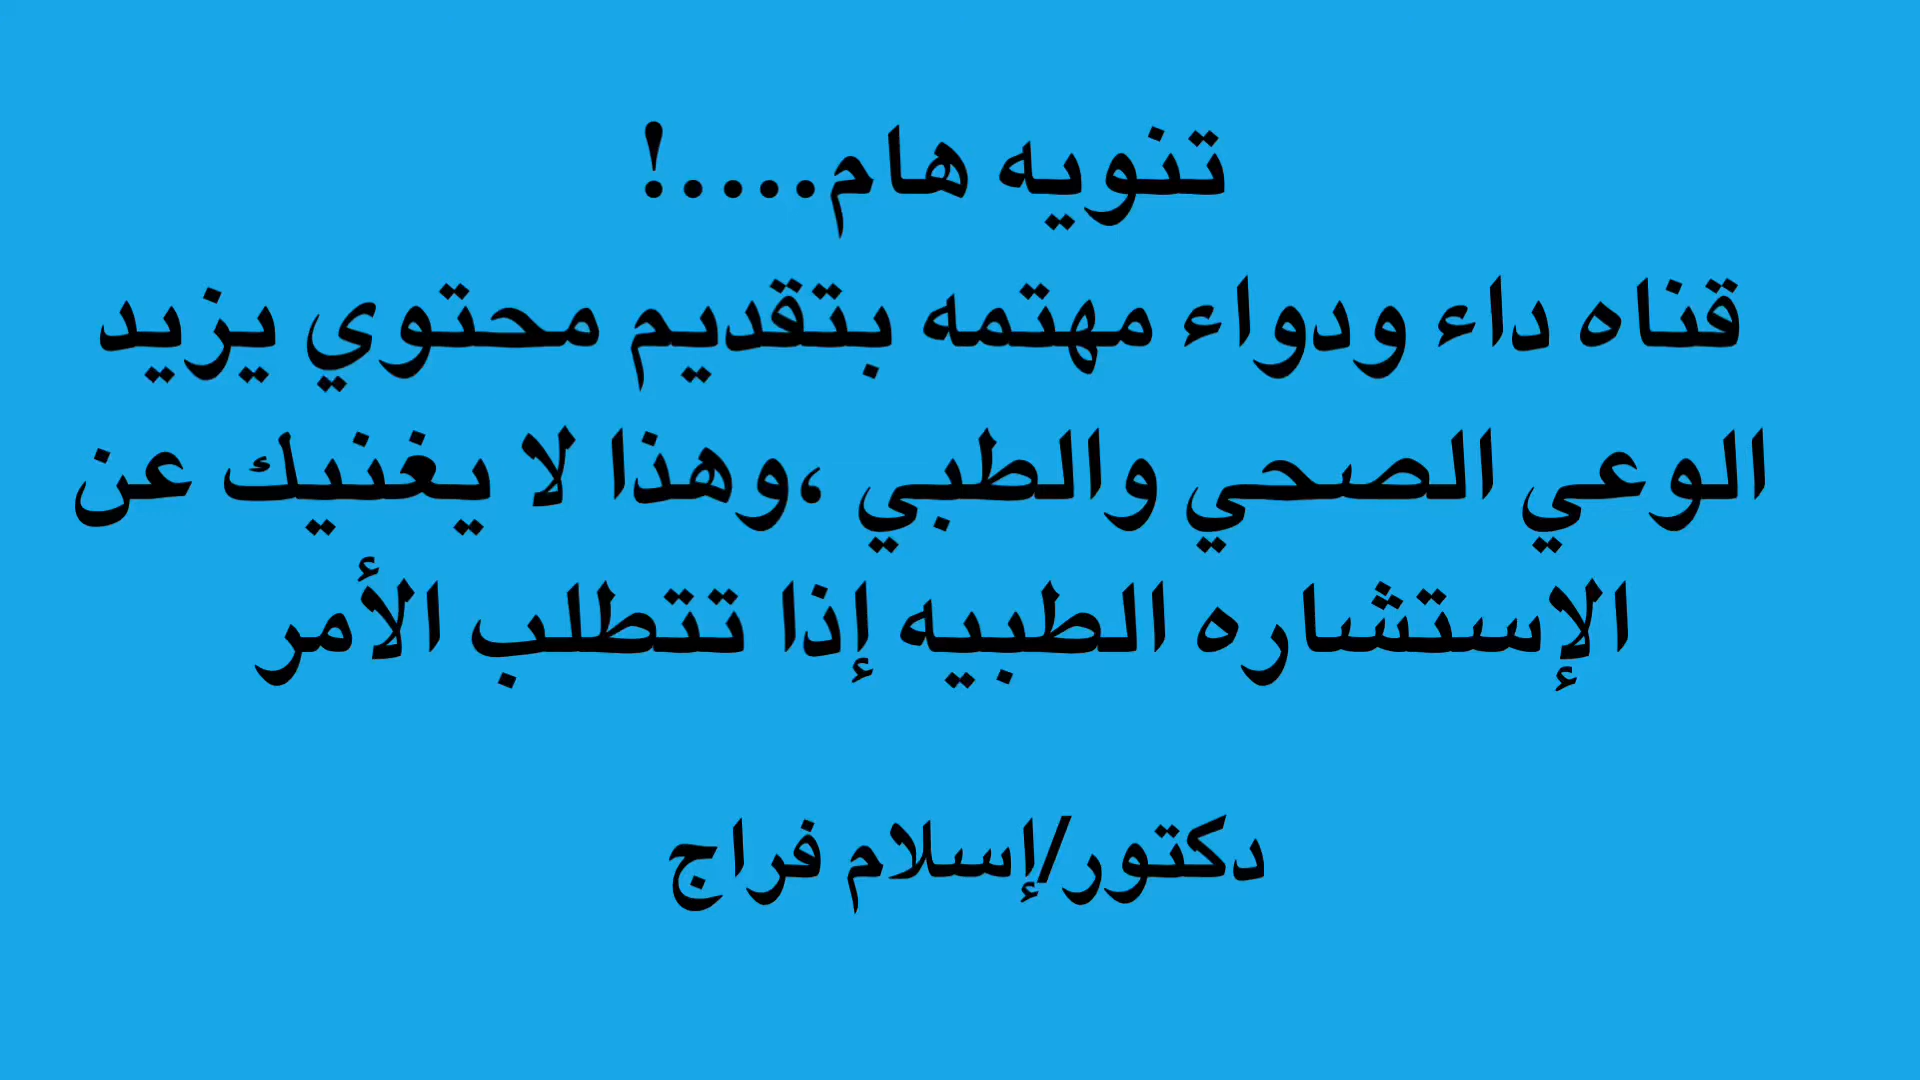 تنويه هام....!
قناه داء ودواء مهتمه بتقديم محتوي يزيد
الوعي الصحي والطبي ،وهذا لا يغنيك عن
الإستشاره الطبيه إذا تتطلب الأمر
دكتور/إسلام فراج